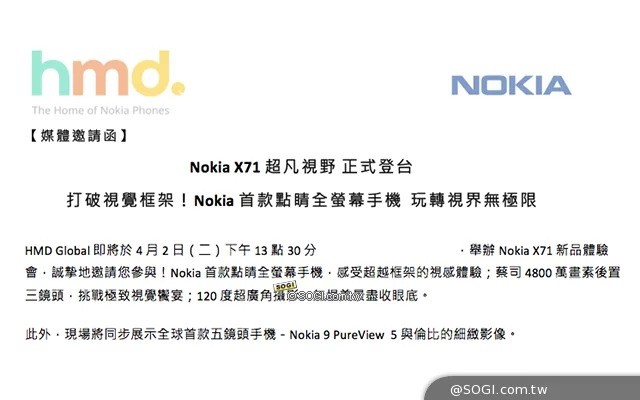 hmd.
The Home of Nokia Phones
NOKIA
【媒體邀請函】
Nokia X71 超凡視野 正式登台
打破視覺框架！Nokia 首款點睛全螢幕手機 玩轉視界無極限
HMD Global 即將於 4 月 2 日（二）下午 13 點 30 分 ，舉辦 Nokia X71 新品體驗
會，誠摯地邀請您參與！Nokia 首款點睛全螢幕手機，感受超越框架的視感體驗；蔡司 4800 萬畫素後置
三鏡頭，挑戰極致視覺饗宴；120 度超廣角攝 盡收眼底。
SOGI
此外，現場將同步展示全球首款五鏡頭手機－Nokia 9 PureView 5 與倫比的細緻影像。
@SOGI.com.tw